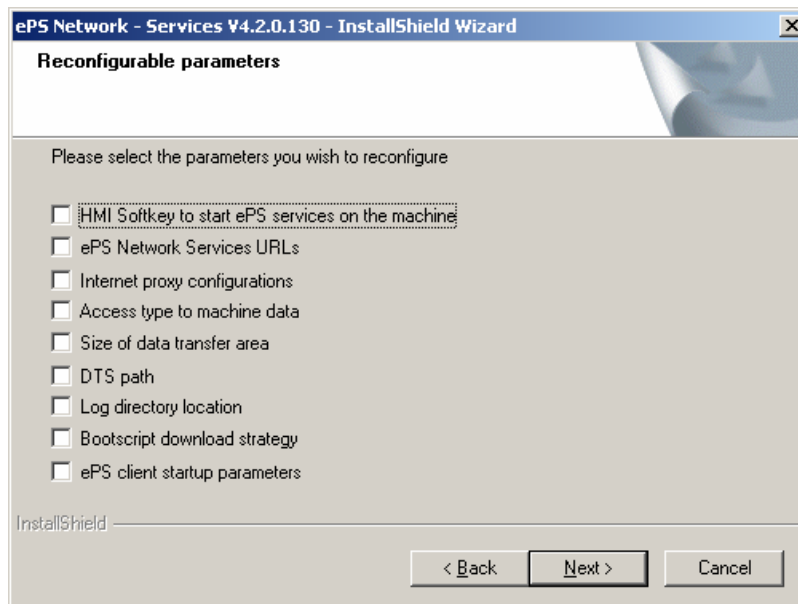 ePS Network - Services V4.2.0.130 - InstallShield Wizard
Reconfigurable parameters
Please select the parameters you wish to reconfigure
HMI Softkey to start ePS services on the machine
ePS Network Services URLs
Internet proxy configurations
Access type to machine data
Size of data transfer area
DTS path
Log directory location
Bootscript download strategy
ePS client startup parameters
InstallShield
< Back
Next >
Cancel